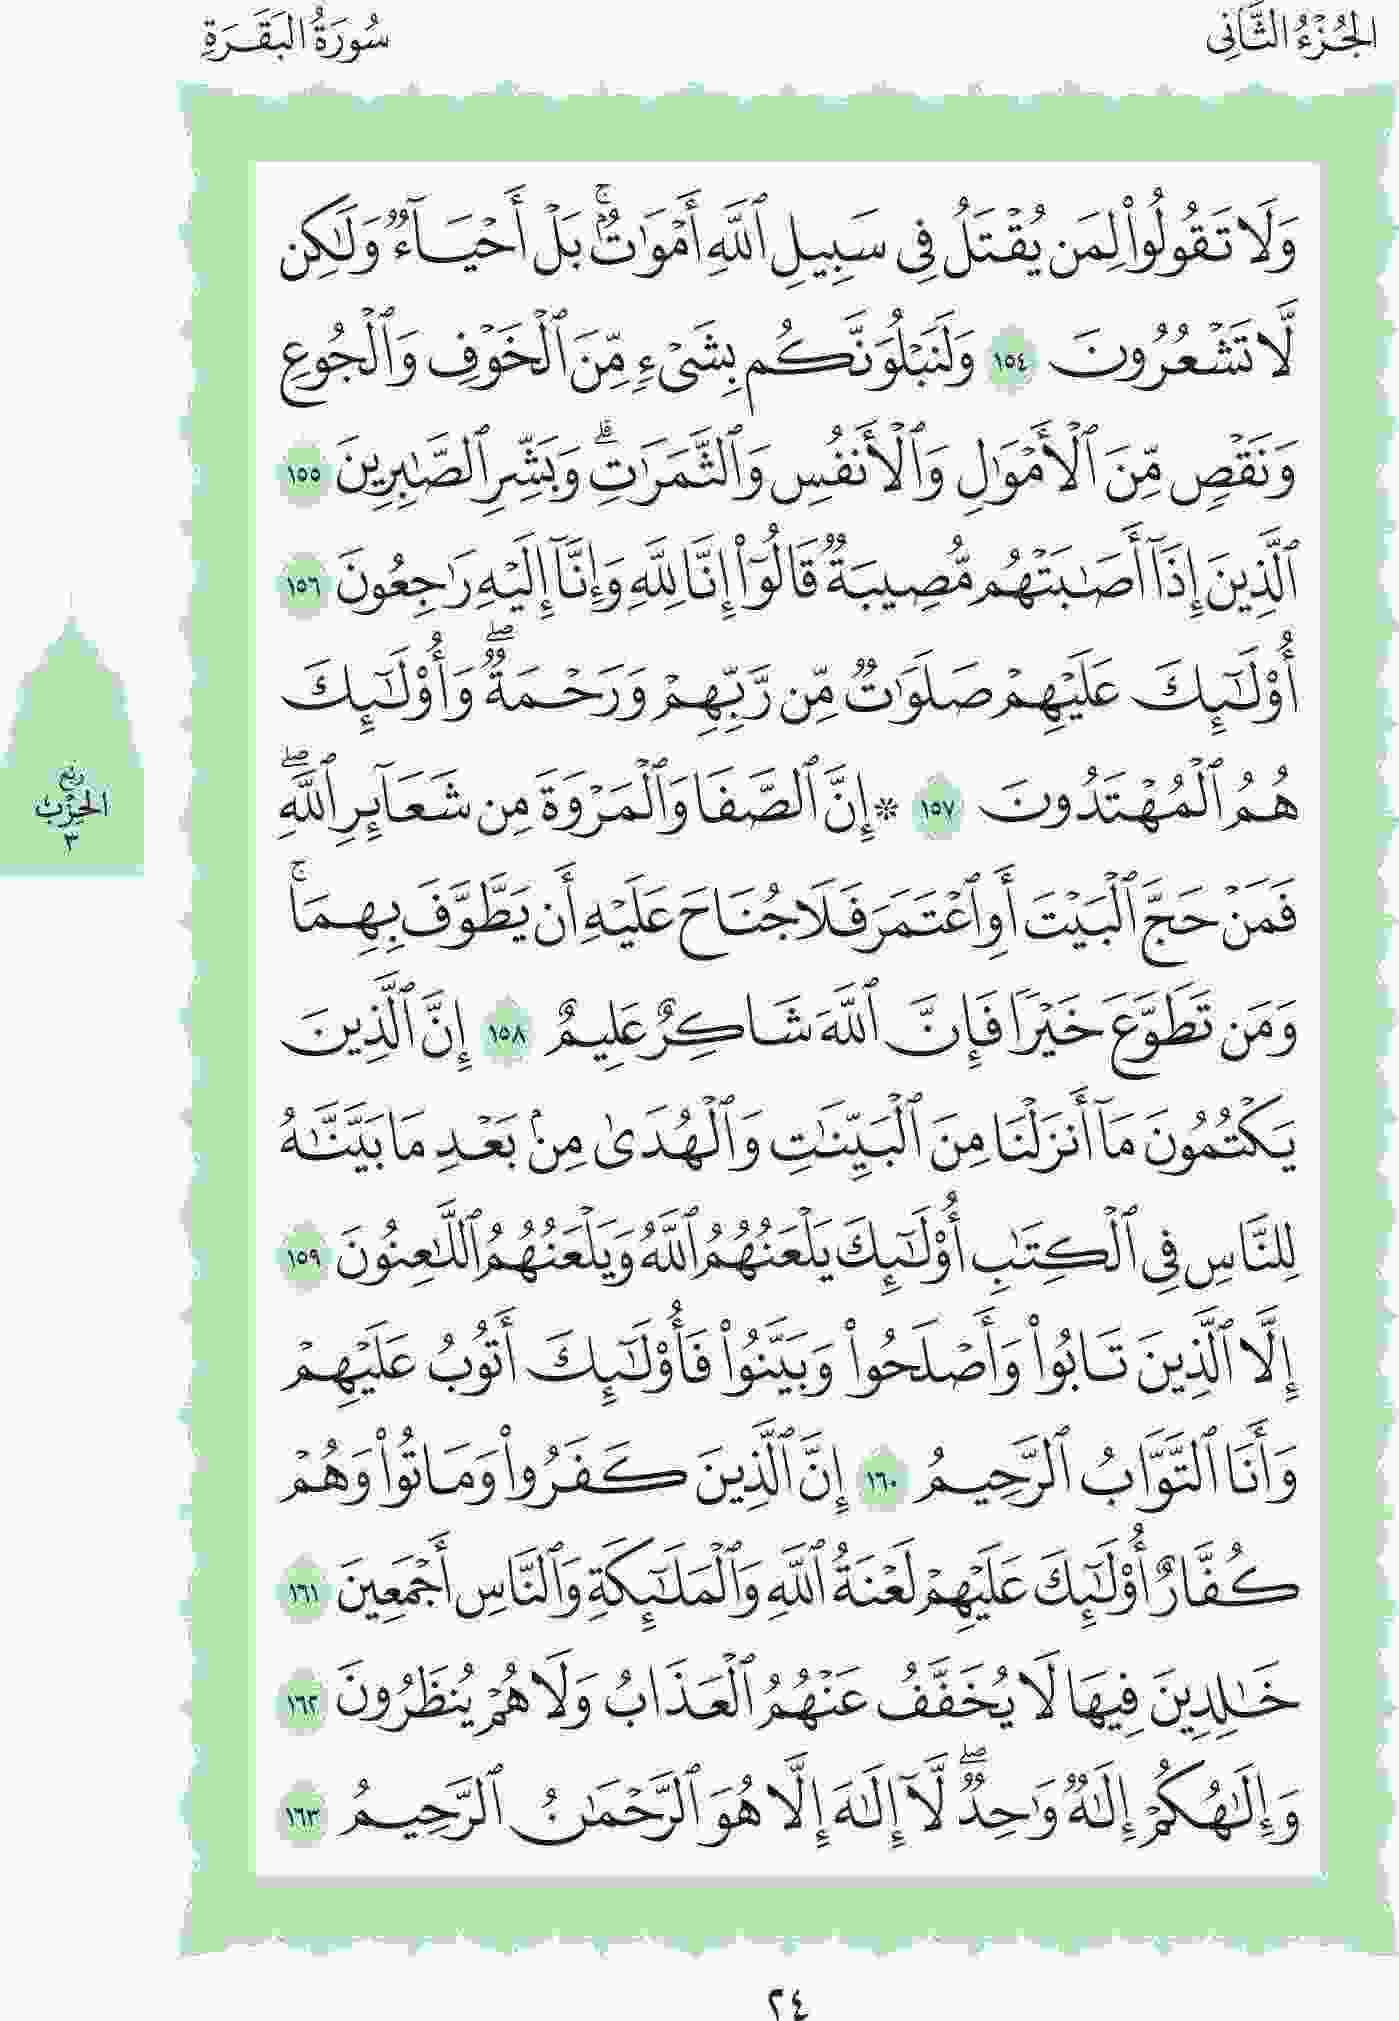 الجُزْءُ الثَّانِي
سُورَةُ البَقَرَةِ
وَلَا تَقُولُوا۟ لِمَن يُقْتَلُ فِى سَبِيلِ ٱللَّهِ أَمْوَٰتٌۢ ۚ بَلْ أَحْيَآءٌ وَلَٰكِن
لَّا تَشْعُرُونَ ١٥٤ وَلَنَبْلُوَنَّكُم بِشَىْءٍ مِّنَ ٱلْخَوْفِ وَٱلْجُوعِ
وَنَقْصٍ مِّنَ ٱلْأَمْوَٰلِ وَٱلْأَنفُسِ وَٱلثَّمَرَٰتِ ۗ وَبَشِّرِ ٱلصَّٰبِرِينَ ١٥٥
ٱلَّذِينَ إِذَآ أَصَٰبَتْهُم مُّصِيبَةٌ قَالُوٓا۟ إِنَّا لِلَّهِ وَإِنَّآ إِلَيْهِ رَٰجِعُونَ ١٥٦
أُو۟لَٰٓئِكَ عَلَيْهِمْ صَلَوَٰتٌ مِّن رَّبِّهِمْ وَرَحْمَةٌ ۖ وَأُو۟لَٰٓئِكَ
هُمُ ٱلْمُهْتَدُونَ ١٥٧ * إِنَّ ٱلصَّفَا وَٱلْمَرْوَةَ مِن شَعَآئِرِ ٱللَّهِ ۖ
فَمَنْ حَجَّ ٱلْبَيْتَ أَوِ ٱعْتَمَرَ فَلَا جُنَاحَ عَلَيْهِ أَن يَطَّوَّفَ بِهِمَا ۚ
وَمَن تَطَوَّعَ خَيْرًا فَإِنَّ ٱللَّهَ شَاكِرٌ عَلِيمٌ ١٥٨ إِنَّ ٱلَّذِينَ
يَكْتُمُونَ مَآ أَنزَلْنَا مِنَ ٱلْبَيِّنَٰتِ وَٱلْهُدَىٰ مِنۢ بَعْدِ مَا بَيَّنَّٰهُ
لِلنَّاسِ فِى ٱلْكِتَٰبِ أُو۟لَٰٓئِكَ يَلْعَنُهُمُ ٱللَّهُ وَيَلْعَنُهُمُ ٱللَّٰعِنُونَ ١٥٩
إِلَّا ٱلَّذِينَ تَابُوا۟ وَأَصْلَحُوا۟ وَبَيَّنُوا۟ فَأُو۟لَٰٓئِكَ أَتُوبُ عَلَيْهِمْ
وَأَنَا ٱلتَّوَّابُ ٱلرَّحِيمُ ١٦٠ إِنَّ ٱلَّذِينَ كَفَرُوا۟ وَمَاتُوا۟ وَهُمْ
كُفَّارٌ أُو۟لَٰٓئِكَ عَلَيْهِمْ لَعْنَةُ ٱللَّهِ وَٱلْمَلَٰٓئِكَةِ وَٱلنَّاسِ أَجْمَعِينَ ١٦١
خَٰلِدِينَ فِيهَا لَا يُخَفَّفُ عَنْهُمُ ٱلْعَذَابُ وَلَا هُمْ يُنظَرُونَ ١٦٢
وَإِلَٰهُكُمْ إِلَٰهٌ وَٰحِدٌ ۖ لَّآ إِلَٰهَ إِلَّا هُوَ ٱلرَّحْمَٰنُ ٱلرَّحِيمُ ١٦٣
ربع
الحِزْب
٣
٢٤